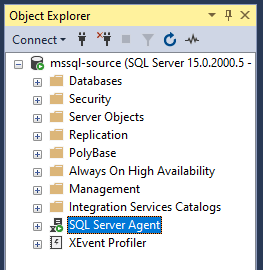 Object Explorer
Connect
mssql-source (SQL Server 15.0.2000.5 -
Databases
Security
Server Objects
Replication
PolyBase
Always On High Availability
Management
Integration Services Catalogs
SQL Server Agent
XEvent Profiler